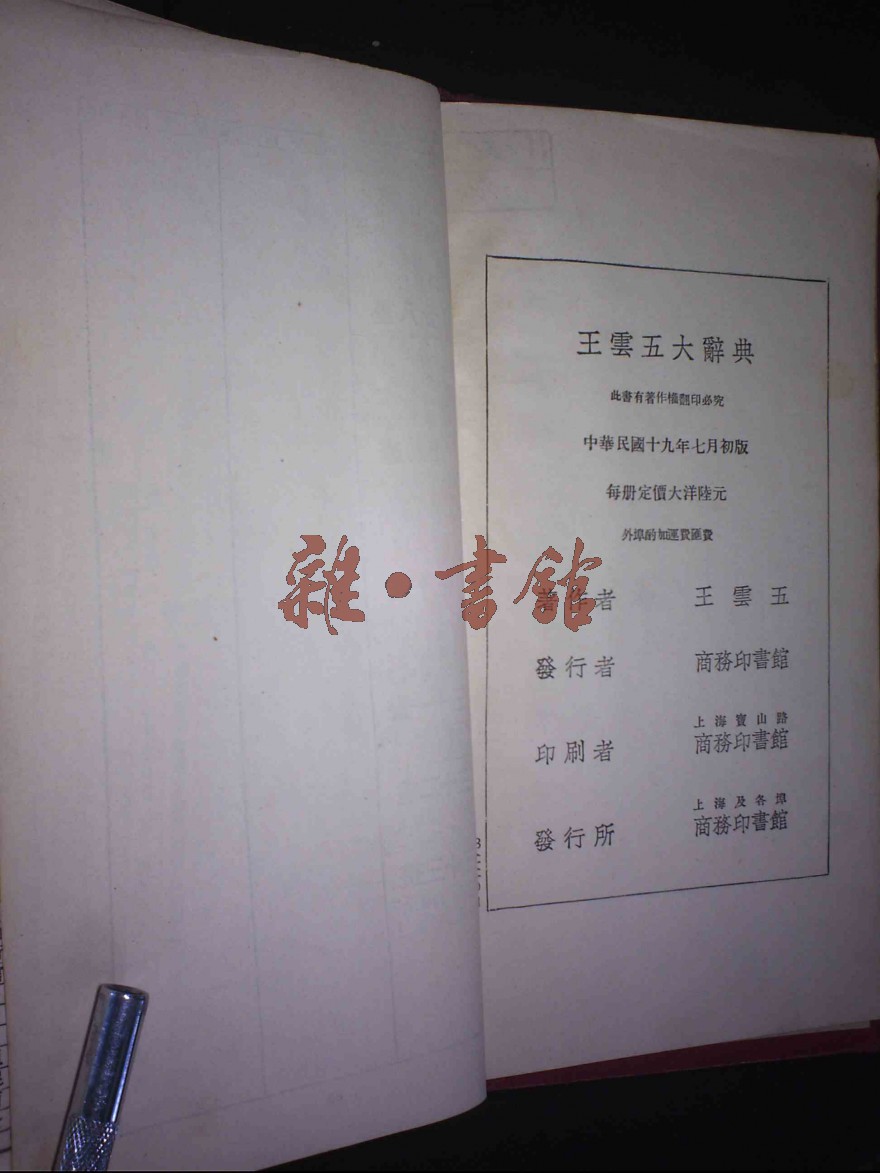 王雲五大辭典
此書有著作權翻印必究
中華民國十九年七月初版
每册定價大洋陸元
外埠酌加運費匯費
雜·書館
著作者 王雲五
發行者 商務印書館
上海寶山路
印刷者 商務印書館
上海及各埠
發行所 商務印書館